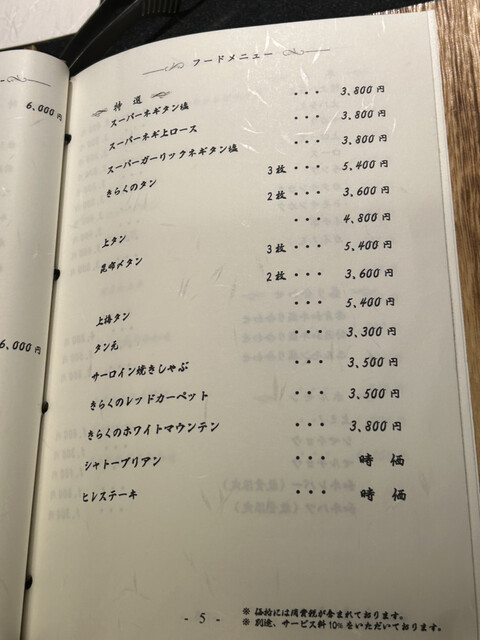 フードメニュー
特選
スーパーネギタン塩 ・・・ 3,800円
スーパーネギ上ロース ・・・ 3,800円
スーパーガーリックネギタン塩 ・・・ 3,800円
きらくのタン 3枚 ・・・ 5,400円
2枚 ・・・ 3,600円
上タン ・・・ 4,800円
昆布〆タン 3枚 ・・・ 5,400円
2枚 ・・・ 3,600円
・・・ 5,400円
タン元 ・・・ 3,300円
サーロイン焼きしゃぶ ・・・ 3,500円
きらくのレッドカーペット ・・・ 3,500円
きらくのホワイトマウンテン ・・・ 3,800円
シャトーブリアン ・・・ 時価
ヒレステーキ ・・・ 時価
- 5 -
※ 価格には消費税が含まれております。
※ 別途、サービス料10%をいただいております。
6,000円
6,000円